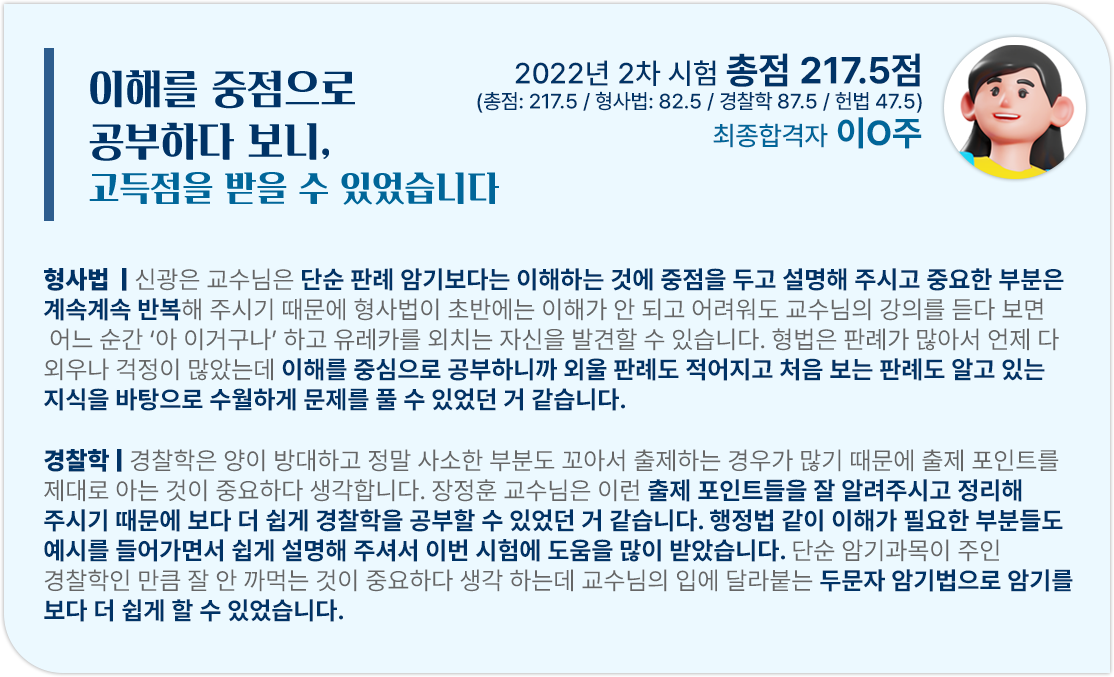 이해를 중점으로
공부하다 보니,
고득점을 받을 수 있었습니다
2022년 2차 시험 총점 217.5점
(총점: 217.5 / 형사법: 82.5 / 경찰학 87.5 / 헌법 47.5)
최종합격자 이O주
형사법 | 신광은 교수님은 단순 판례 암기보다는 이해하는 것에 중점을 두고 설명해 주시고 중요한 부분은
계속계속 반복해 주시기 때문에 형사법이 초반에는 이해가 안 되고 어려워도 교수님의 강의를 듣다 보면
어느 순간 ‘아 이거구나’ 하고 유레카를 외치는 자신을 발견할 수 있습니다. 형법은 판례가 많아서 언제 다
외우나 걱정이 많았는데 이해를 중심으로 공부하니까 외울 판례도 적어지고 처음 보는 판례도 알고 있는
지식을 바탕으로 수월하게 문제를 풀 수 있었던 거 같습니다.
경찰학 | 경찰학은 양이 방대하고 정말 사소한 부분도 꼬아서 출제하는 경우가 많기 때문에 출제 포인트를
제대로 아는 것이 중요하다 생각합니다. 장정훈 교수님은 이런 출제 포인트들을 잘 알려주시고 정리해
주시기 때문에 보다 더 쉽게 경찰학을 공부할 수 있었던 거 같습니다. 행정법 같이 이해가 필요한 부분들도
예시를 들어가면서 쉽게 설명해 주셔서 이번 시험에 도움을 많이 받았습니다. 단순 암기과목이 주인
경찰학인 만큼 잘 안 까먹는 것이 중요하다 생각 하는데 교수님의 입에 달라붙는 두문자 암기법으로 암기를
보다 더 쉽게 할 수 있었습니다.